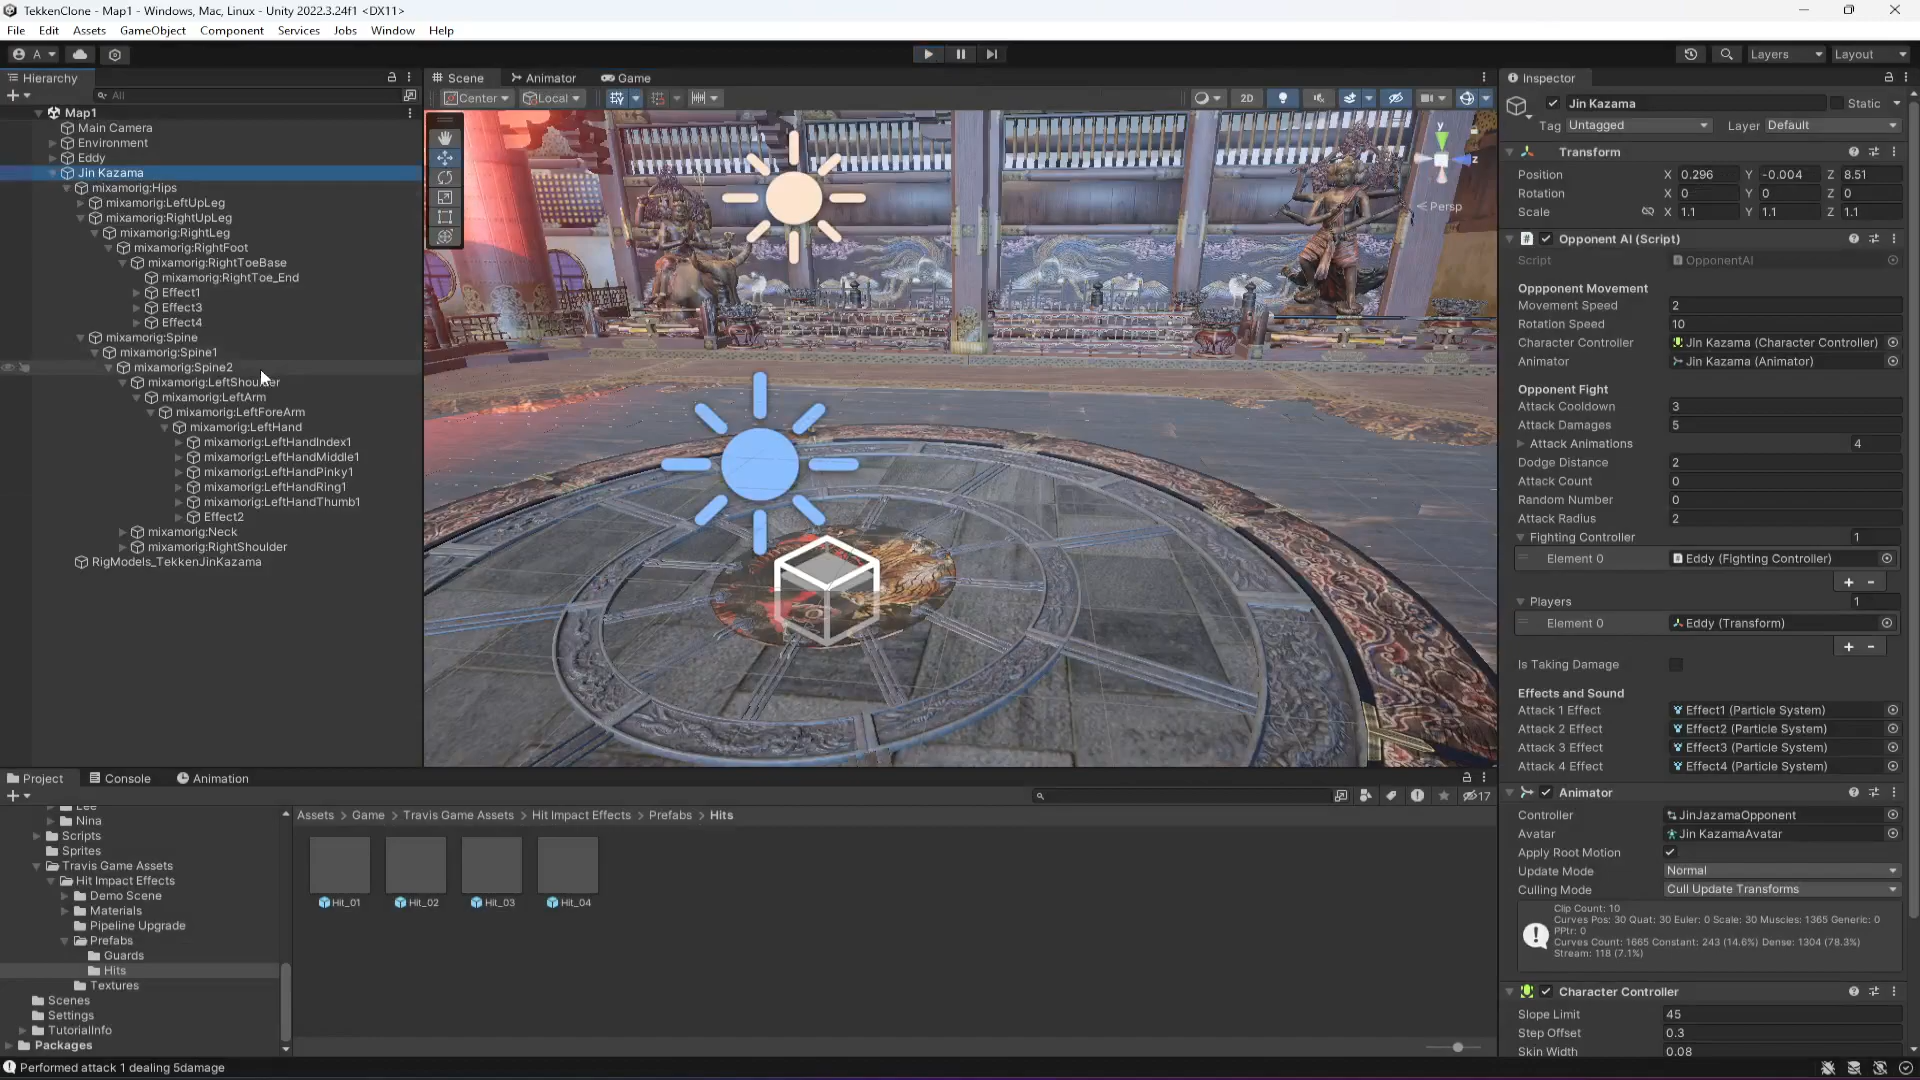 TekkenClone - Map1 - Windows, Mac, Linux - Unity 2022.3.24f1 <DX11>
File Edit Assets GameObject Component Services Jobs Window Help
A
Layers Layout
Hierarchy
All
Map1
Main Camera
Environment
Eddy
Jin Kazama
mixamorig:Hips
mixamorig:LeftUpLeg
mixamorig:RightUpLeg
mixamorig:RightLeg
mixamorig:RightFoot
mixamorig:RightToeBase
mixamorig:RightToe_End
Effect1
Effect3
Effect4
mixamorig:Spine
mixamorig:Spine1
mixamorig:Spine2
mixamorig:LeftShoulder
mixamorig:LeftArm
mixamorig:LeftForeArm
mixamorig:LeftHand
mixamorig:LeftHandIndex1
mixamorig:LeftHandMiddle1
mixamorig:LeftHandPinky1
mixamorig:LeftHandRing1
mixamorig:LeftHandThumb1
Effect2
mixamorig:Neck
mixamorig:RightShoulder
RigModels_TekkenJinKazama
Scene Animator Game
Center Local 2D
y
z
Persp
Inspector
Jin Kazama Static
Tag Untagged Layer Default
Transform
Position X 0.296 Y -0.004 Z 8.51
Rotation X 0 Y 0 Z 0
Scale X 1.1 Y 1.1 Z 1.1
Opponent AI (Script)
Script OpponentAI
Oppponent Movement
Movement Speed 2
Rotation Speed 10
Character Controller Jin Kazama (Character Controller)
Animator Jin Kazama (Animator)
Opponent Fight
Attack Cooldown 3
Attack Damages 5
Attack Animations 4
Dodge Distance 2
Attack Count 0
Random Number 0
Attack Radius 2
Fighting Controller 1
Element 0 Eddy (Fighting Controller)
+ -
Players 1
Element 0 Eddy (Transform)
+ -
Is Taking Damage
Effects and Sound
Attack 1 Effect Effect1 (Particle System)
Attack 2 Effect Effect2 (Particle System)
Attack 3 Effect Effect3 (Particle System)
Attack 4 Effect Effect4 (Particle System)
Animator
Controller JinJazamaOpponent
Avatar Jin KazamaAvatar
Apply Root Motion
Update Mode Normal
Culling Mode Cull Update Transforms
Clip Count: 10
Curves Pos: 30 Quat: 30 Euler: 0 Scale: 30 Muscles: 1365 Generic: 0
PPtr: 0
Curves Count: 1665 Constant: 243 (14.6%) Dense: 1304 (78.3%)
Stream: 118 (7.1%)
Character Controller
Slope Limit 45
Step Offset 0.3
Skin Width 0.08
Project Console Animation
17
Lee
Nina
Scripts
Sprites
Travis Game Assets
Hit Impact Effects
Demo Scene
Materials
Pipeline Upgrade
Prefabs
Guards
Hits
Textures
Scenes
Settings
TutorialInfo
Packages
Assets > Game > Travis Game Assets > Hit Impact Effects > Prefabs > Hits
Hit_01 Hit_02 Hit_03 Hit_04
Performed attack 1 dealing 5damage